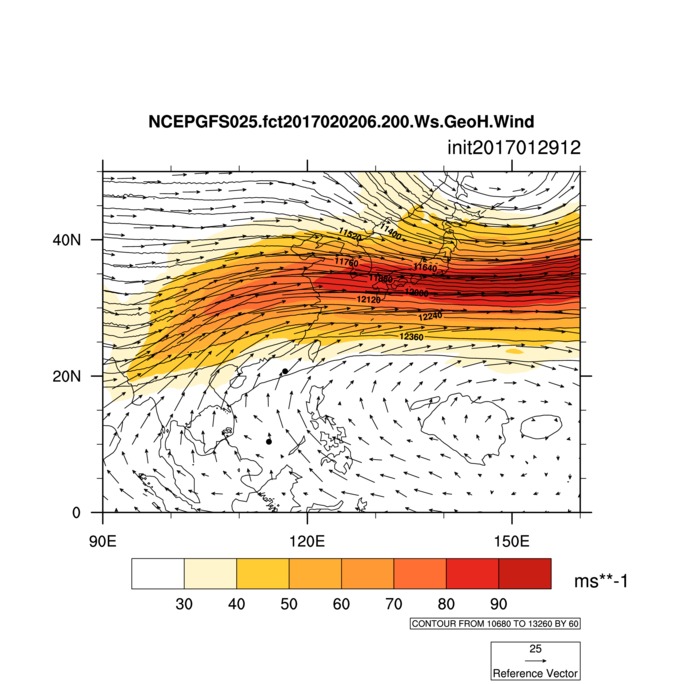 NCEPGFS025.fct2017020206.200.Ws.GeoH.Wind
init2017012912
40N
20N
0
90E 120E 150E
11520
11400
11760
11640
11880
12000
12120
12240
12360
30 40 50 60 70 80 90
ms**-1
CONTOUR FROM 10680 TO 13260 BY 60
25
Reference Vector